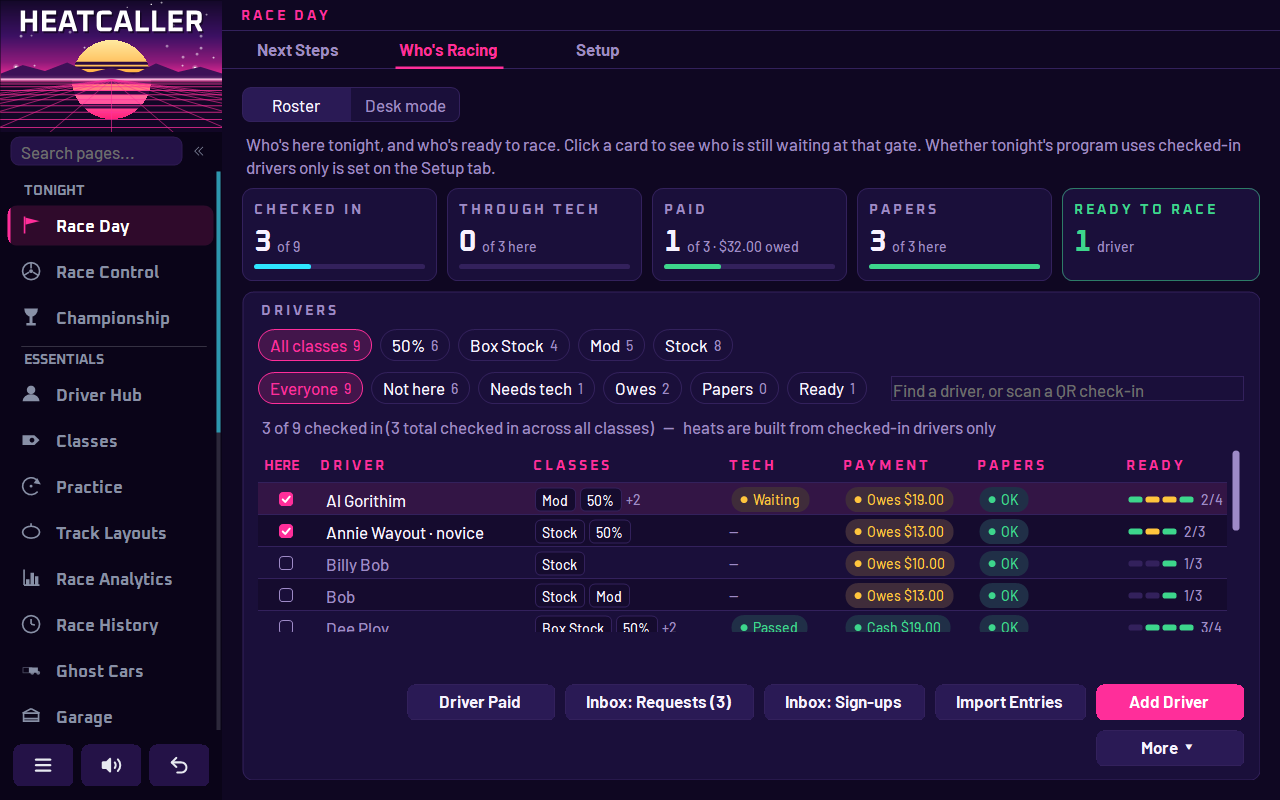 HEATCALLER
Search pages...
«
TONIGHT
Race Day
Race Control
Championship
ESSENTIALS
Driver Hub
Classes
Practice
Track Layouts
Race Analytics
Race History
Ghost Cars
Garage
RACE DAY
Next Steps Who's Racing Setup
Roster Desk mode
Who's here tonight, and who's ready to race. Click a card to see who is still waiting at that gate. Whether tonight's program uses checked-in
drivers only is set on the Setup tab.
CHECKED IN
3 of 9
THROUGH TECH
0 of 3 here
PAID
1 of 3 · $32.00 owed
PAPERS
3 of 3 here
READY TO RACE
1 driver
DRIVERS
All classes 9 50% 6 Box Stock 4 Mod 5 Stock 8
Everyone 9 Not here 6 Needs tech 1 Owes 2 Papers 0 Ready 1 Find a driver, or scan a QR check-in
3 of 9 checked in (3 total checked in across all classes) — heats are built from checked-in drivers only
HERE DRIVER CLASSES TECH PAYMENT PAPERS READY
Al Gorithim Mod 50% +2 Waiting Owes $19.00 OK 2/4
Annie Wayout · novice Stock 50% — Owes $13.00 OK 2/3
Billy Bob Stock — Owes $10.00 OK 1/3
Bob Stock Mod — Owes $13.00 OK 1/3
Dee Ploy Box Stock 50% +2 Passed Cash $19.00 OK 3/4
Driver Paid Inbox: Requests (3) Inbox: Sign-ups Import Entries Add Driver
More ▼